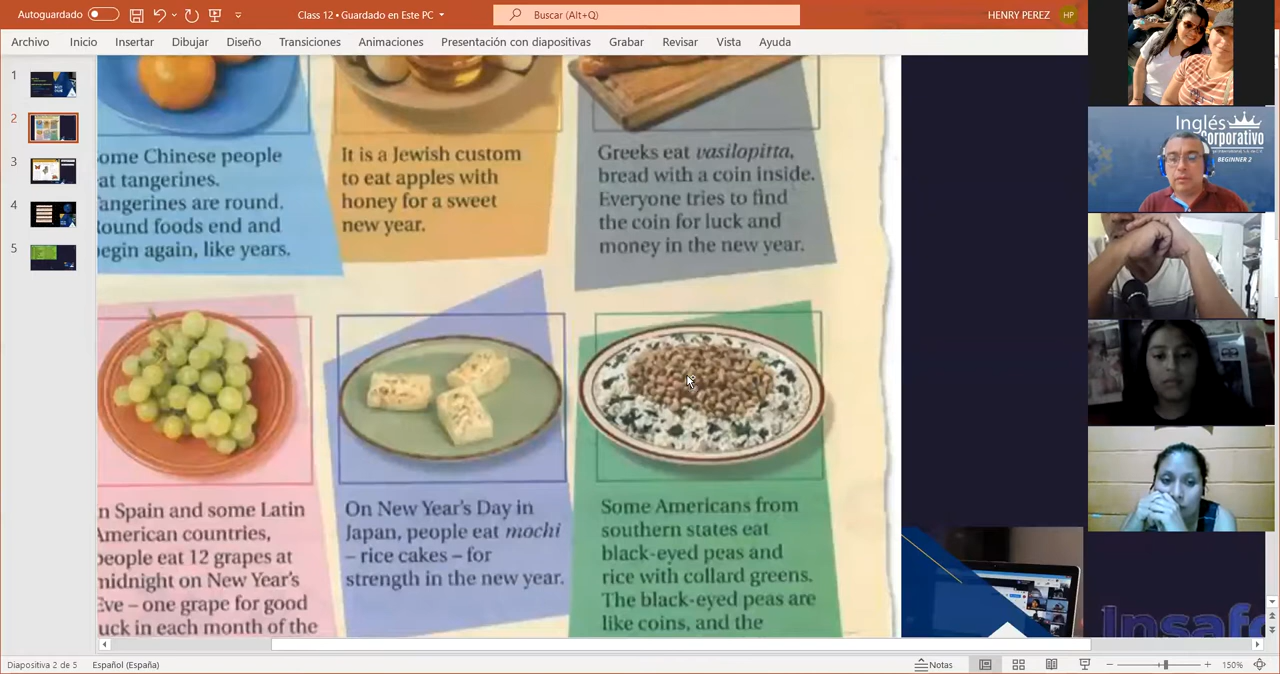 Autoguardado
Class 12 • Guardado en Este PC
Buscar (Alt+Q)
HENRY PEREZ
HP
Archivo Inicio Insertar Dibujar Diseño Transiciones Animaciones Presentación con diapositivas Grabar Revisar Vista Ayuda
1
2
3
4
5
ome Chinese people
at tangerines.
angerines are round.
ound foods end and
egin again, like years.
It is a Jewish custom
to eat apples with
honey for a sweet
new year.
Greeks eat vasilopitta,
bread with a coin inside.
Everyone tries to find
the coin for luck and
money in the new year.
n Spain and some Latin
American countries,
people eat 12 grapes at
midnight on New Year's
Eve – one grape for good
uck in each month of the
On New Year's Day in
Japan, people eat mochi
– rice cakes – for
strength in the new year.
Some Americans from
southern states eat
black-eyed peas and
rice with collard greens.
The black-eyed peas are
like coins, and the
Inglés
Corporativo
BEGINNER 2
Insafo
Diapositiva 2 de 5
Español (España)
Notas
150%